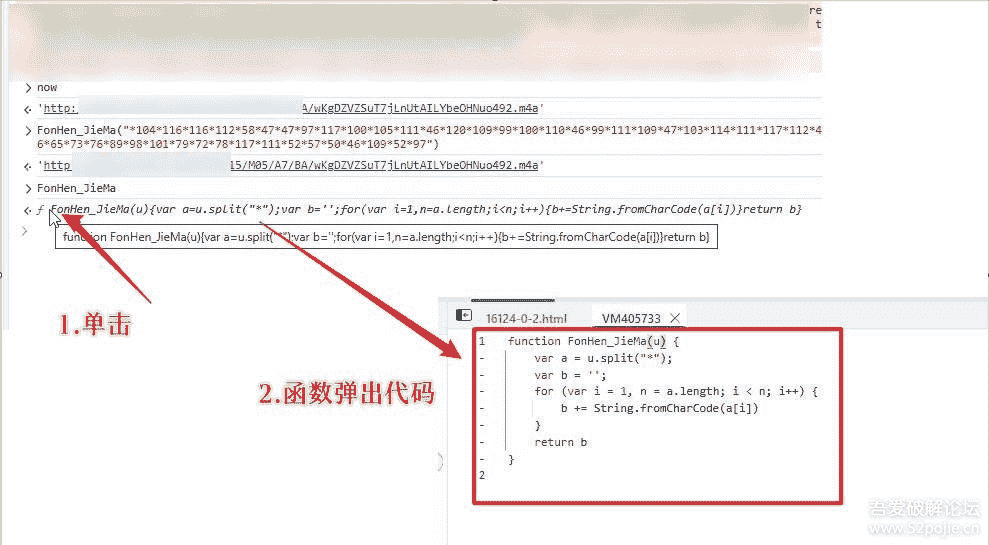 re
t
now
'http:                    A/wKgDZVZSuT7jLnUtAILYbeOHNuo492.m4a'
FonHen_JieMa("*104*116*116*112*58*47*47*97*117*100*105*111*46*120*109*99*100*110*46*99*111*109*47*103*114*111*117*112*4
6*65*73*76*89*98*101*79*72*78*117*111*52*57*50*46*109*52*97")
'http                    15/M05/A7/BA/wKgDZVZSuT7jLnUtAILYbeOHNuo492.m4a'
FonHen_JieMa
ƒ FonHen_JieMa(u){var a=u.split("*");var b='';for(var i=1,n=a.length;i<n;i++){b+=String.fromCharCode(a[i])}return b}
function FonHen_JieMa(u){var a=u.split("*");var b='';for(var i=1,n=a.length;i<n;i++){b+=String.fromCharCode(a[i])}return b}
1.单击
16124-0-2.html VM405733
1 function FonHen_JieMa(u) {
- var a = u.split("*");
- var b = '';
- for (var i = 1, n = a.length; i < n; i++) {
- b += String.fromCharCode(a[i])
- }
- return b
- }
2
2.函数弹出代码
吾爱破解论坛
www.52pojie.cn